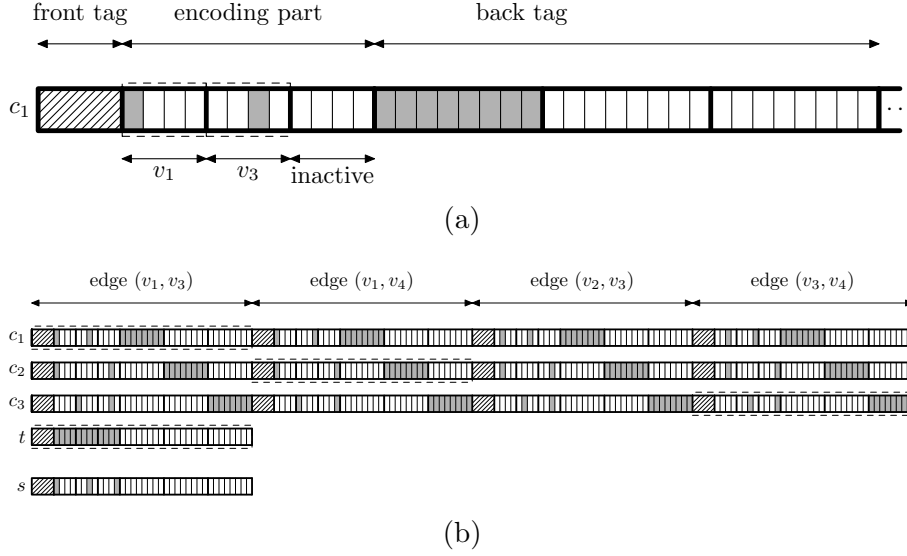 front tag encoding part back tag
c₁ ··
v₁ v₃ inactive
(a)
edge (v₁, v₃) edge (v₁, v₄) edge (v₂, v₃) edge (v₃, v₄)
c₁
c₂
c₃
t
s
(b)